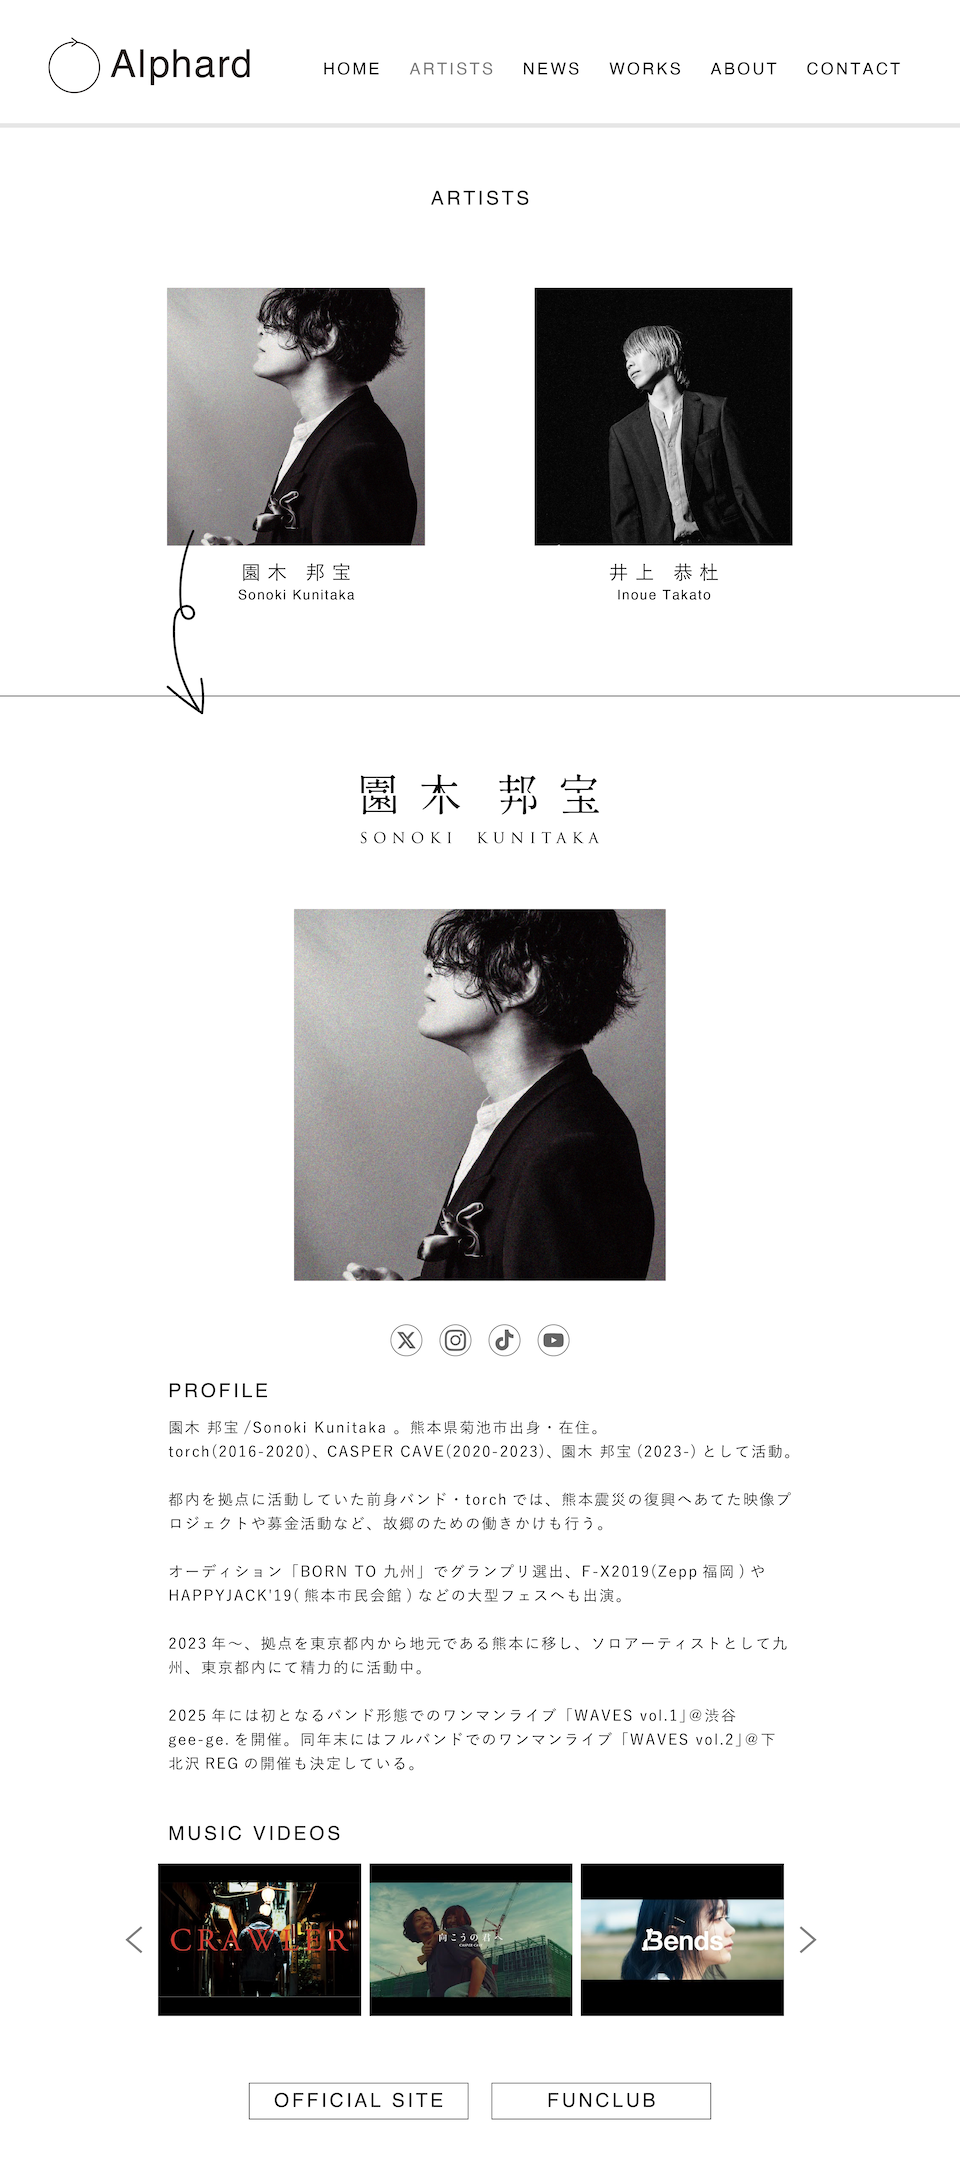 Alphard
HOME ARTISTS NEWS WORKS ABOUT CONTACT
ARTISTS
園木 邦宝
Sonoki Kunitaka
井上 恭杜
Inoue Takato
園木 邦宝
SONOKI KUNITAKA
PROFILE
園木 邦宝 /Sonoki Kunitaka 。熊本県菊池市出身・在住。
torch(2016-2020)、CASPER CAVE(2020-2023)、園木 邦宝 (2023-) として活動。
都内を拠点に活動していた前身バンド・torch では、熊本震災の復興へあてた映像プ
ロジェクトや募金活動など、故郷のための働きかけも行う。
オーディション「BORN TO 九州」でグランプリ選出、F-X2019(Zepp 福岡 ) や
HAPPYJACK'19( 熊本市民会館 ) などの大型フェスへも出演。
2023 年〜、拠点を東京都内から地元である熊本に移し、ソロアーティストとして九
州、東京都内にて精力的に活動中。
2025 年には初となるバンド形態でのワンマンライブ「WAVES vol.1」@渋谷
gee-ge. を開催。同年末にはフルバンドでのワンマンライブ「WAVES vol.2」@下
北沢 REG の開催も決定している。
MUSIC VIDEOS
CRAWLER
向こうの君へ
CASPER CAVE
Bends
OFFICIAL SITE
FUNCLUB